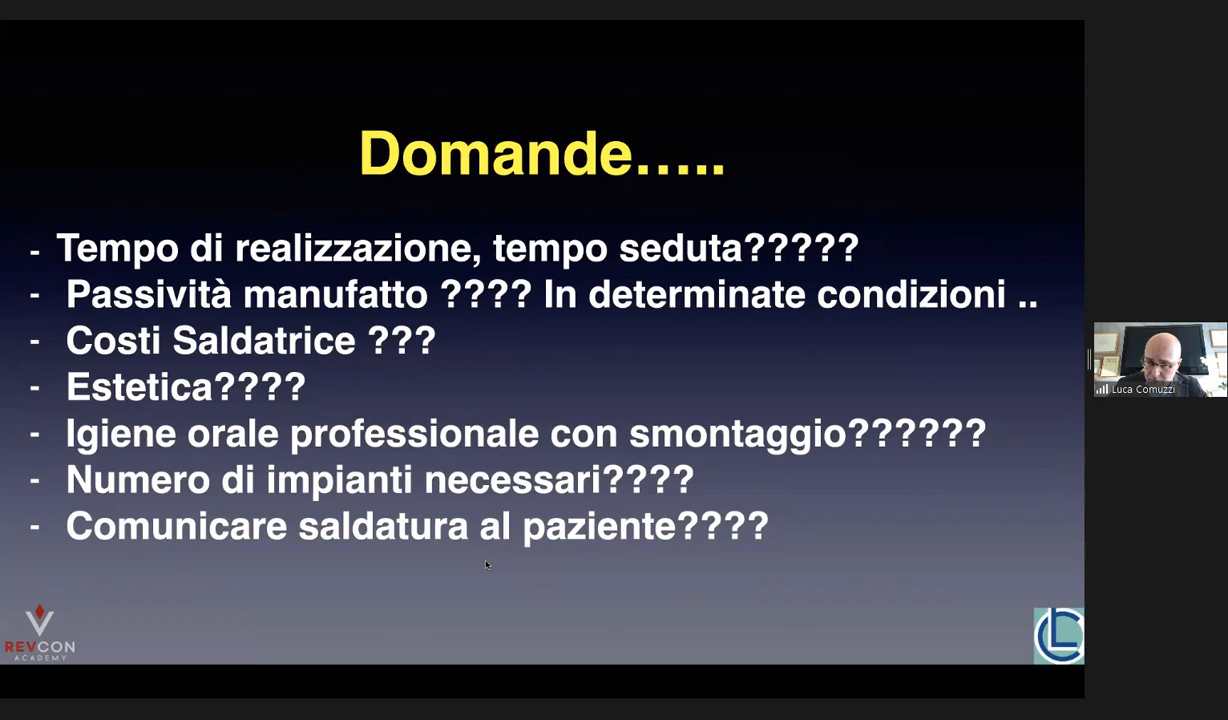 Domande…..
- Tempo di realizzazione, tempo seduta?????
- Passività manufatto ???? In determinate condizioni ..
- Costi Saldatrice ???
- Estetica????
- Igiene orale professionale con smontaggio??????
- Numero di impianti necessari????
- Comunicare saldatura al paziente????
Luca Comuzzi
REVCON
ACADEMY
LC